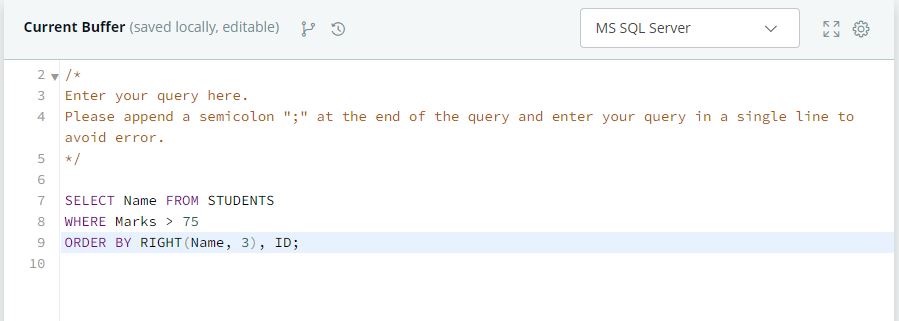 Current Buffer (saved locally, editable)
MS SQL Server
2 /*
3 Enter your query here.
4 Please append a semicolon ";" at the end of the query and enter your query in a single line to
avoid error.
5 */
6
7 SELECT Name FROM STUDENTS
8 WHERE Marks > 75
9 ORDER BY RIGHT(Name, 3), ID;
10